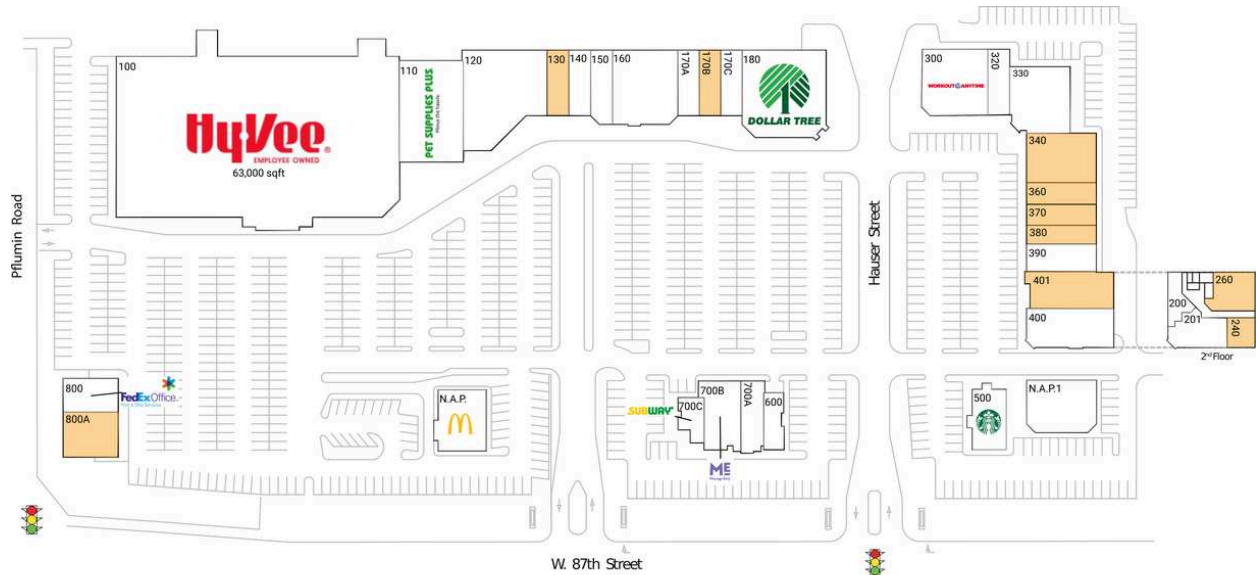 100
HyVee®
EMPLOYEE OWNED
63,000 sqft
110
PET SUPPLIES PLUS
120
130
140
150
160
170A
170B
170C
180
DOLLAR TREE
300
WORKOUT ANYTIME
320
330
340
360
370
380
390
401
400
200
201
260
240
2nd Floor
Pflumin Road
Hauser Street
800
FedEx Office.
800A
N.A.P.
SUBWAY
700C
700B
700A
600
ME
500
N.A.P.1
W. 87th Street